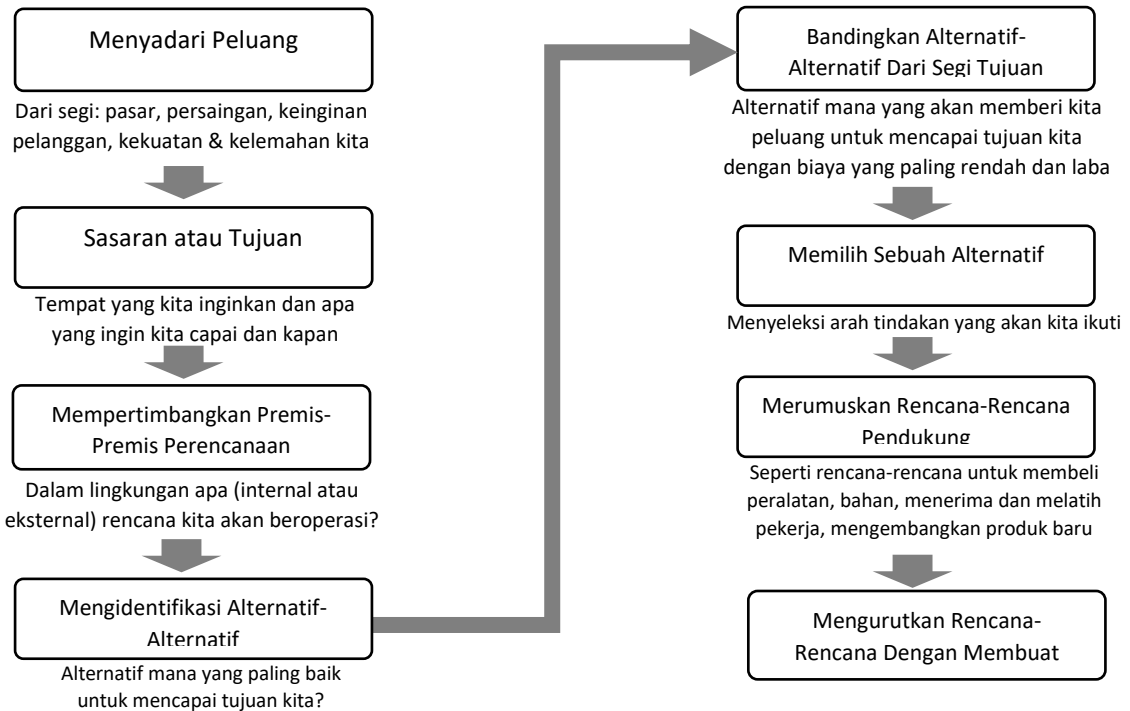 Menyadari Peluang
Dari segi: pasar, persaingan, keinginan
pelanggan, kekuatan & kelemahan kita
Sasaran atau Tujuan
Tempat yang kita inginkan dan apa
yang ingin kita capai dan kapan
Mempertimbangkan Premis-
Premis Perencanaan
Dalam lingkungan apa (internal atau
eksternal) rencana kita akan beroperasi?
Mengidentifikasi Alternatif-
Alternatif
Alternatif mana yang paling baik
untuk mencapai tujuan kita?
Bandingkan Alternatif-
Alternatif Dari Segi Tujuan
Alternatif mana yang akan memberi kita
peluang untuk mencapai tujuan kita
dengan biaya yang paling rendah dan laba
Memilih Sebuah Alternatif
Menyeleksi arah tindakan yang akan kita ikuti
Merumuskan Rencana-Rencana
Pendukung
Seperti rencana-rencana untuk membeli
peralatan, bahan, menerima dan melatih
pekerja, mengembangkan produk baru
Mengurutkan Rencana-
Rencana Dengan Membuat